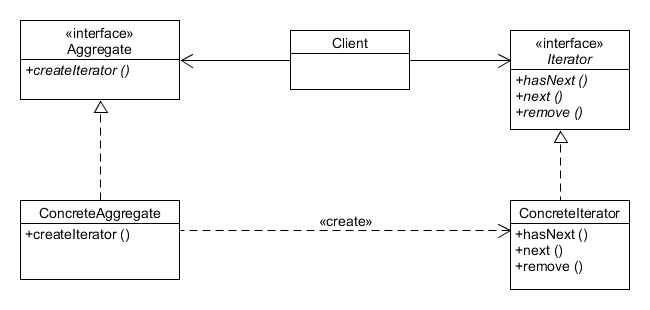 «interface»
Aggregate
+createIterator ()
Client
«interface»
Iterator
+hasNext ()
+next ()
+remove ()
ConcreteAggregate
+createIterator ()
«create»
ConcreteIterator
+hasNext ()
+next ()
+remove ()